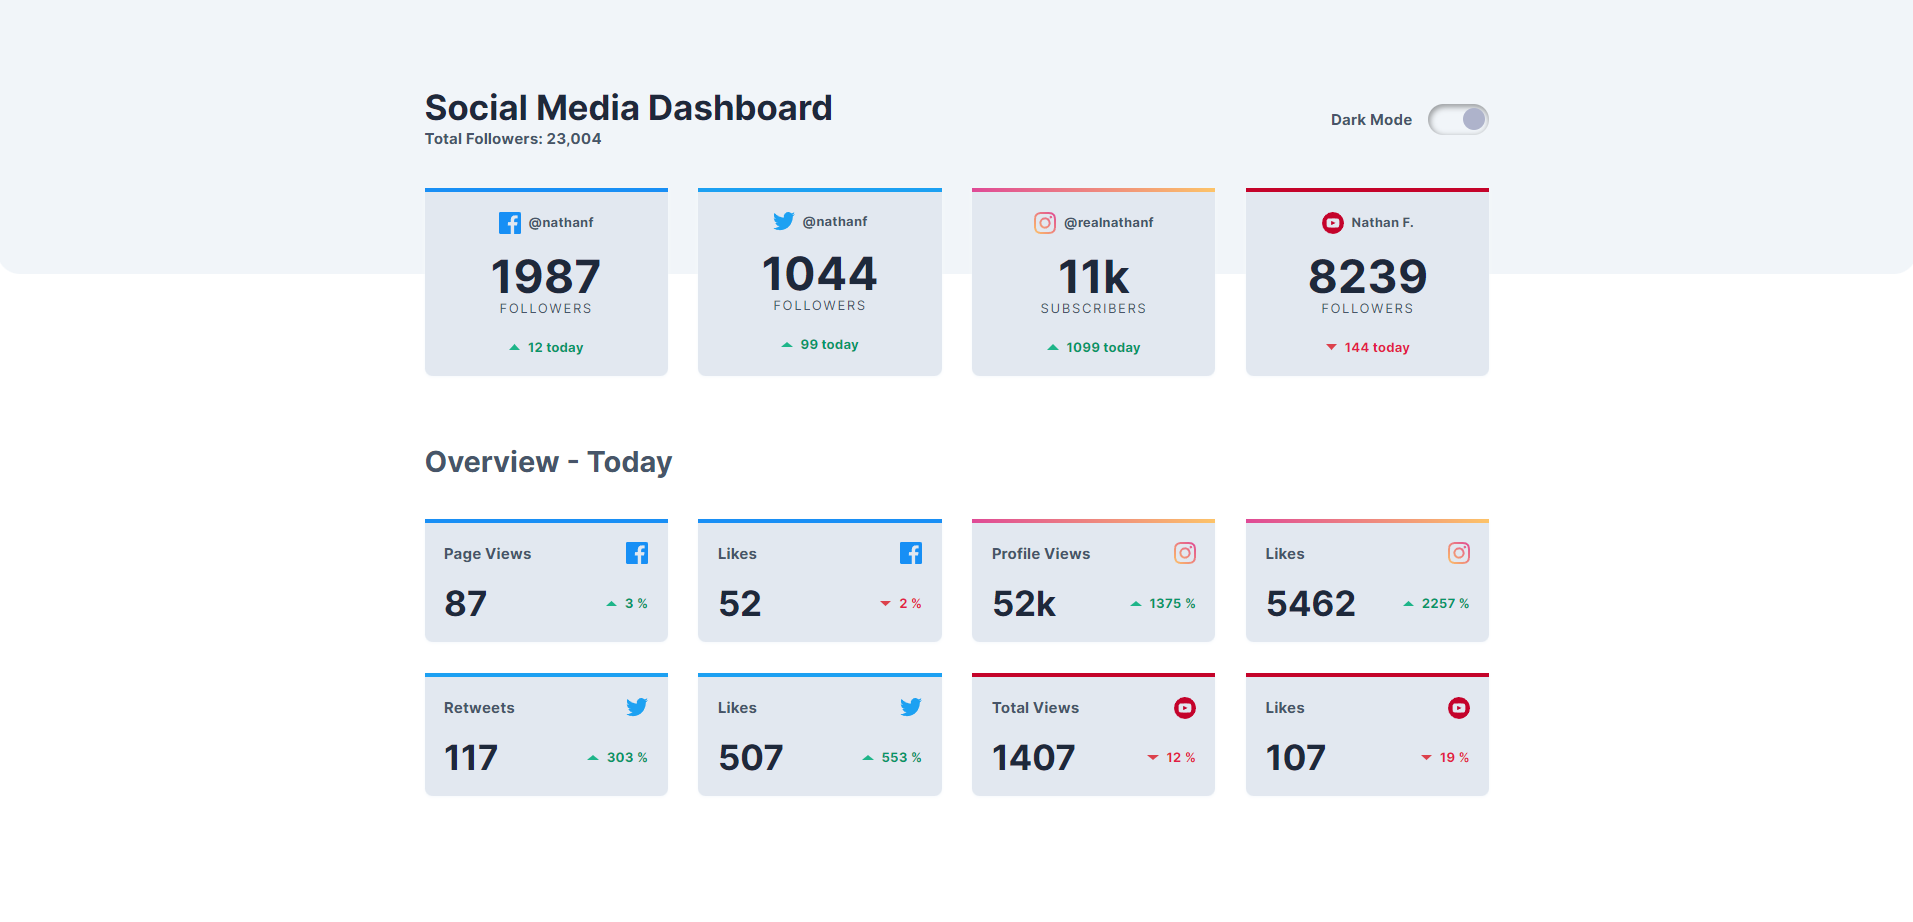 Social Media Dashboard
Total Followers: 23,004
Dark Mode
@nathanf
1987
FOLLOWERS
12 today
@nathanf
1044
FOLLOWERS
99 today
@realnathanf
11k
SUBSCRIBERS
1099 today
Nathan F.
8239
FOLLOWERS
144 today
Overview - Today
Page Views
87
3 %
Likes
52
2 %
Profile Views
52k
1375 %
Likes
5462
2257 %
Retweets
117
303 %
Likes
507
553 %
Total Views
1407
12 %
Likes
107
19 %